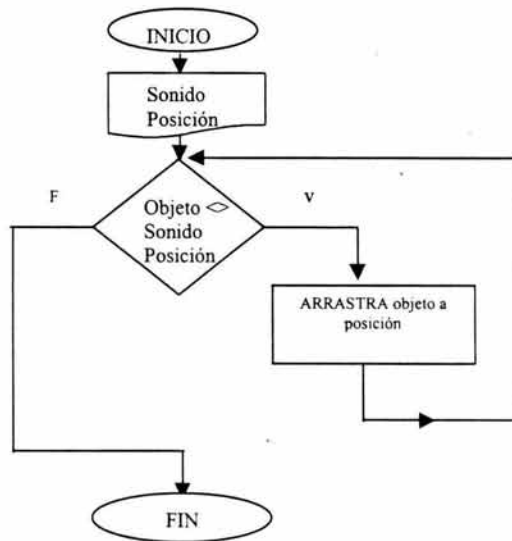 INICIO
Sonido
Posición
F
v
Objeto <>
Sonido
Posición
ARRASTRA objeto a
posición
FIN